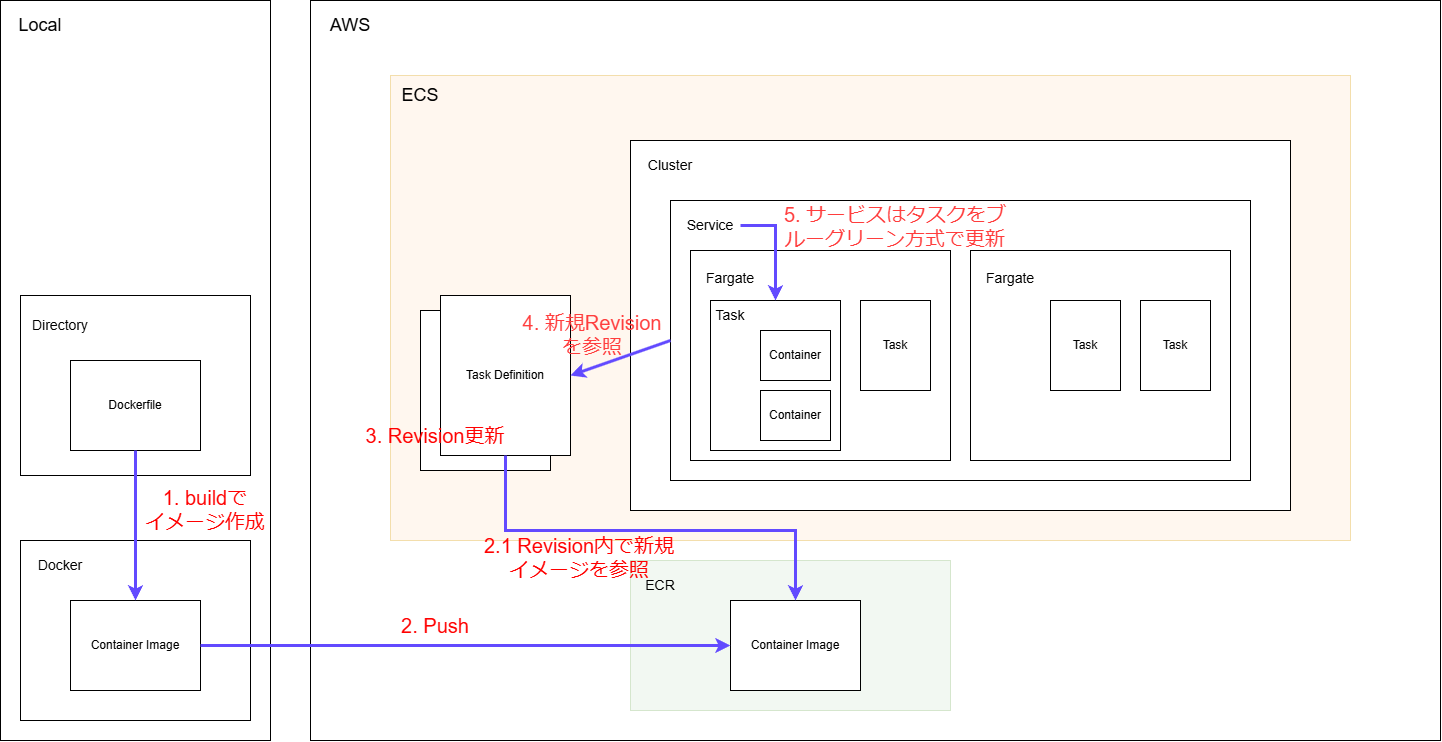 Local
AWS
ECS
Cluster
Service
5. サービスはタスクをブ
ルーグリーン方式で更新
Fargate
Fargate
Task
Container
Container
Task
Task
Task
4. 新規Revision
を参照
Task Definition
3. Revision更新
Directory
Dockerfile
1. buildで
イメージ作成
Docker
Container Image
2. Push
2.1 Revision内で新規
イメージを参照
ECR
Container Image